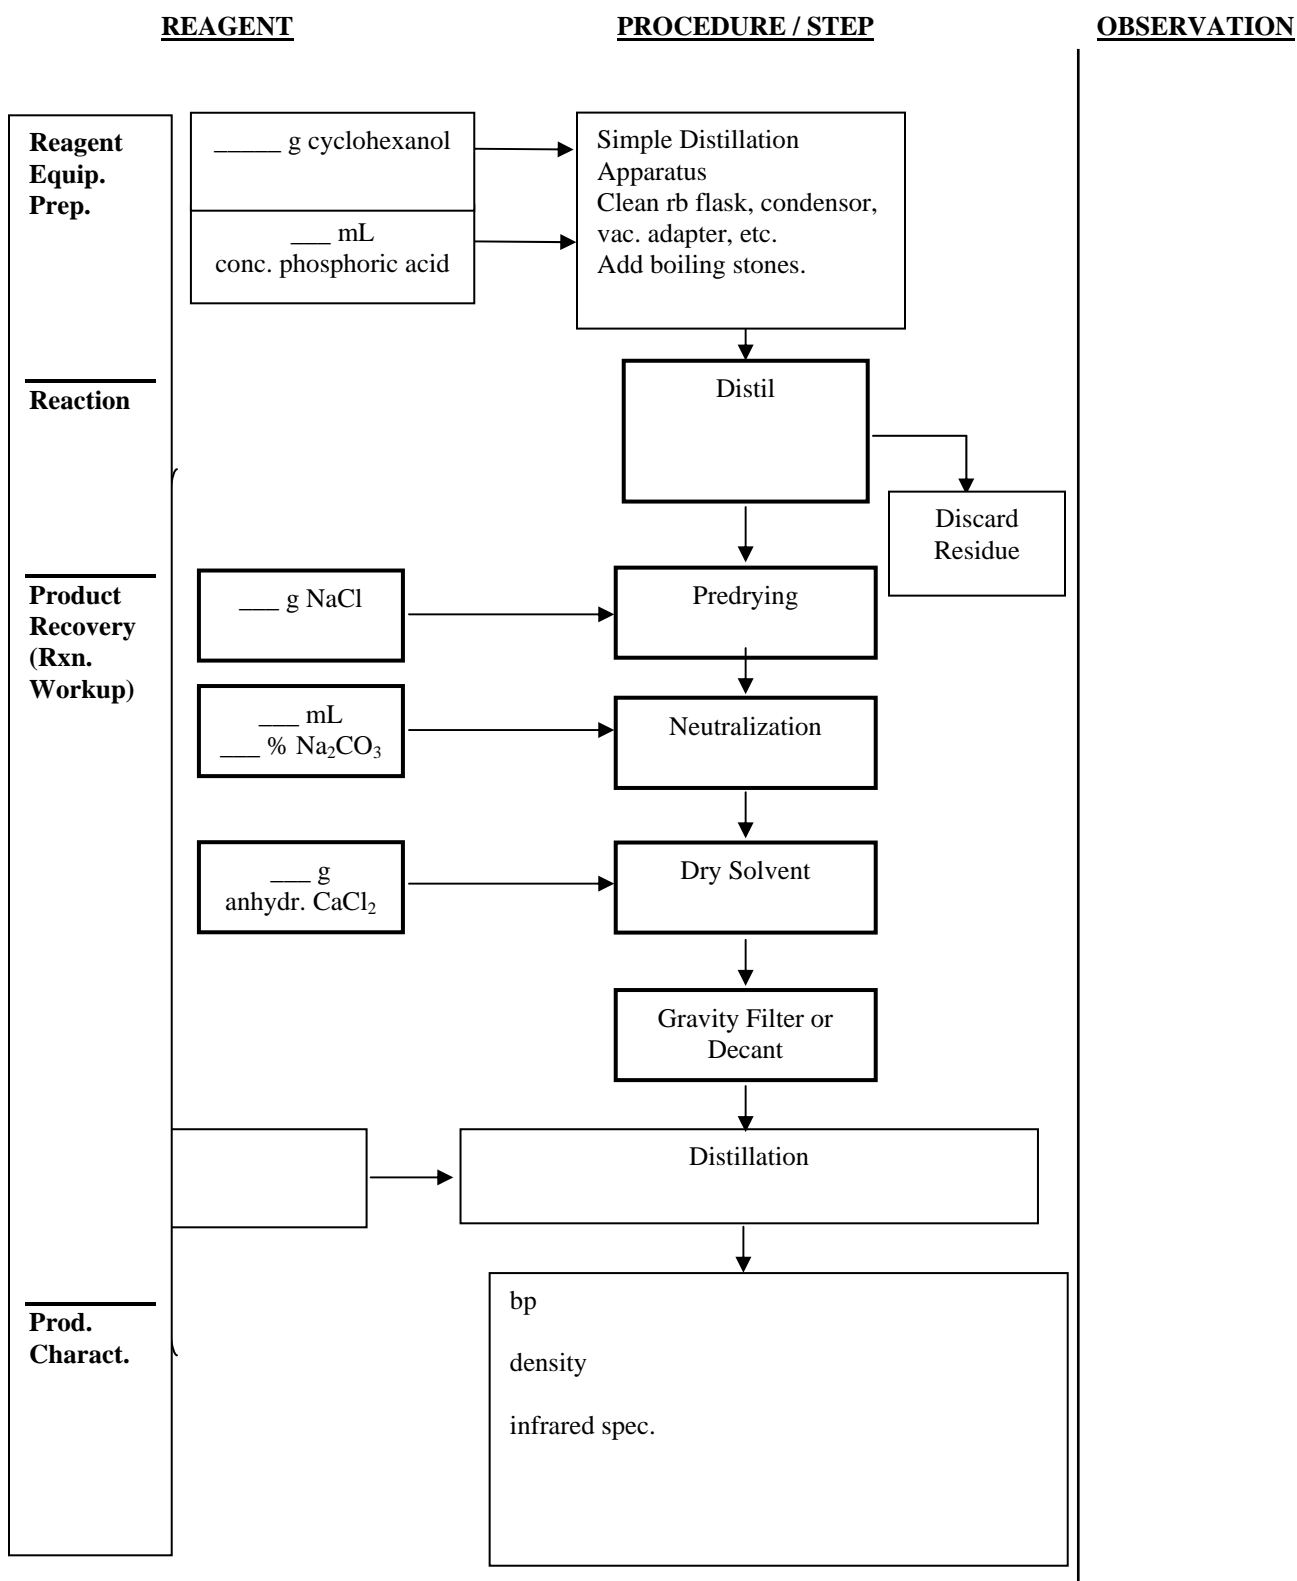 REAGENT
PROCEDURE / STEP
OBSERVATION
Reagent
Equip.
Prep.
_____ g cyclohexanol
___ mL
conc. phosphoric acid
Simple Distillation
Apparatus
Clean rb flask, condensor,
vac. adapter, etc.
Add boiling stones.
Reaction
Distil
Discard
Residue
Product
Recovery
(Rxn.
Workup)
___ g NaCl
Predrying
___ mL
___ % Na₂CO₃
Neutralization
___ g
anhydr. CaCl₂
Dry Solvent
Gravity Filter or
Decant
Distillation
Prod.
Charact.
bp
density
infrared spec.